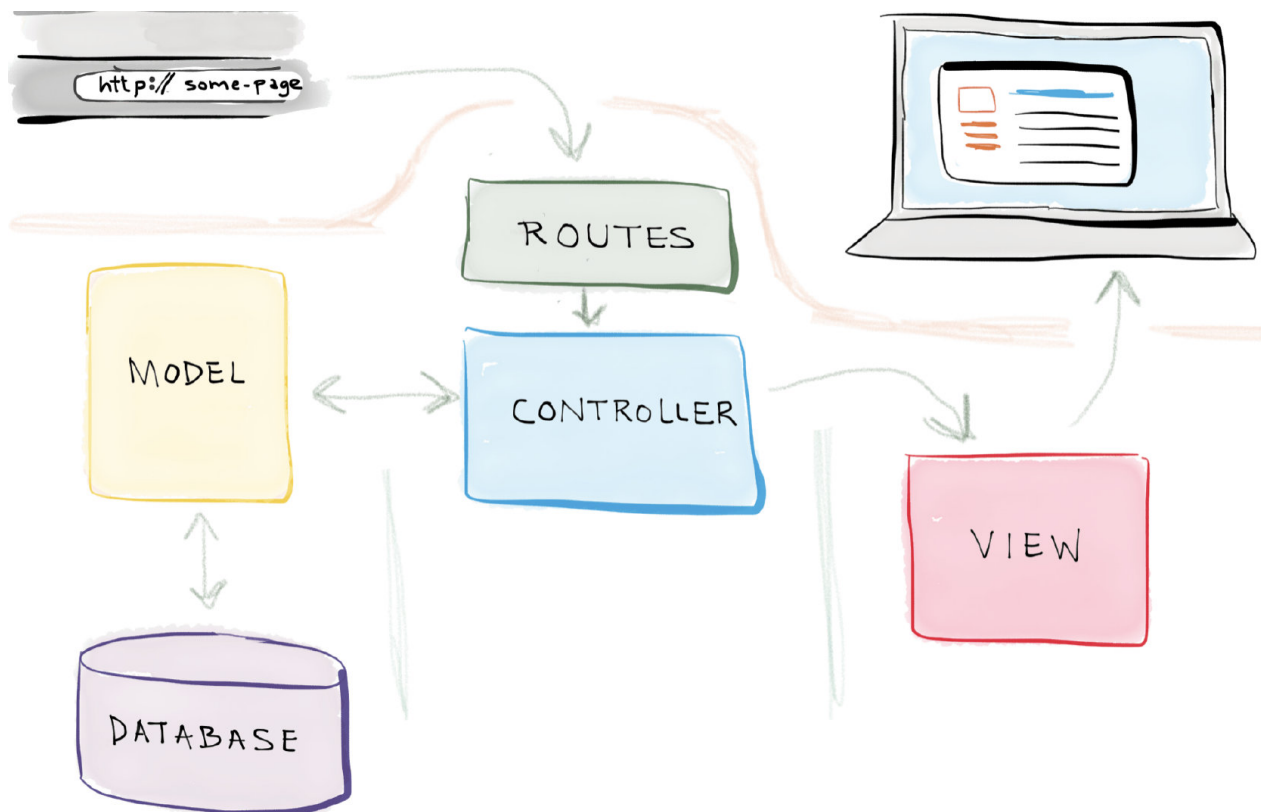 http:// some-page
ROUTES
MODEL
CONTROLLER
VIEW
DATABASE